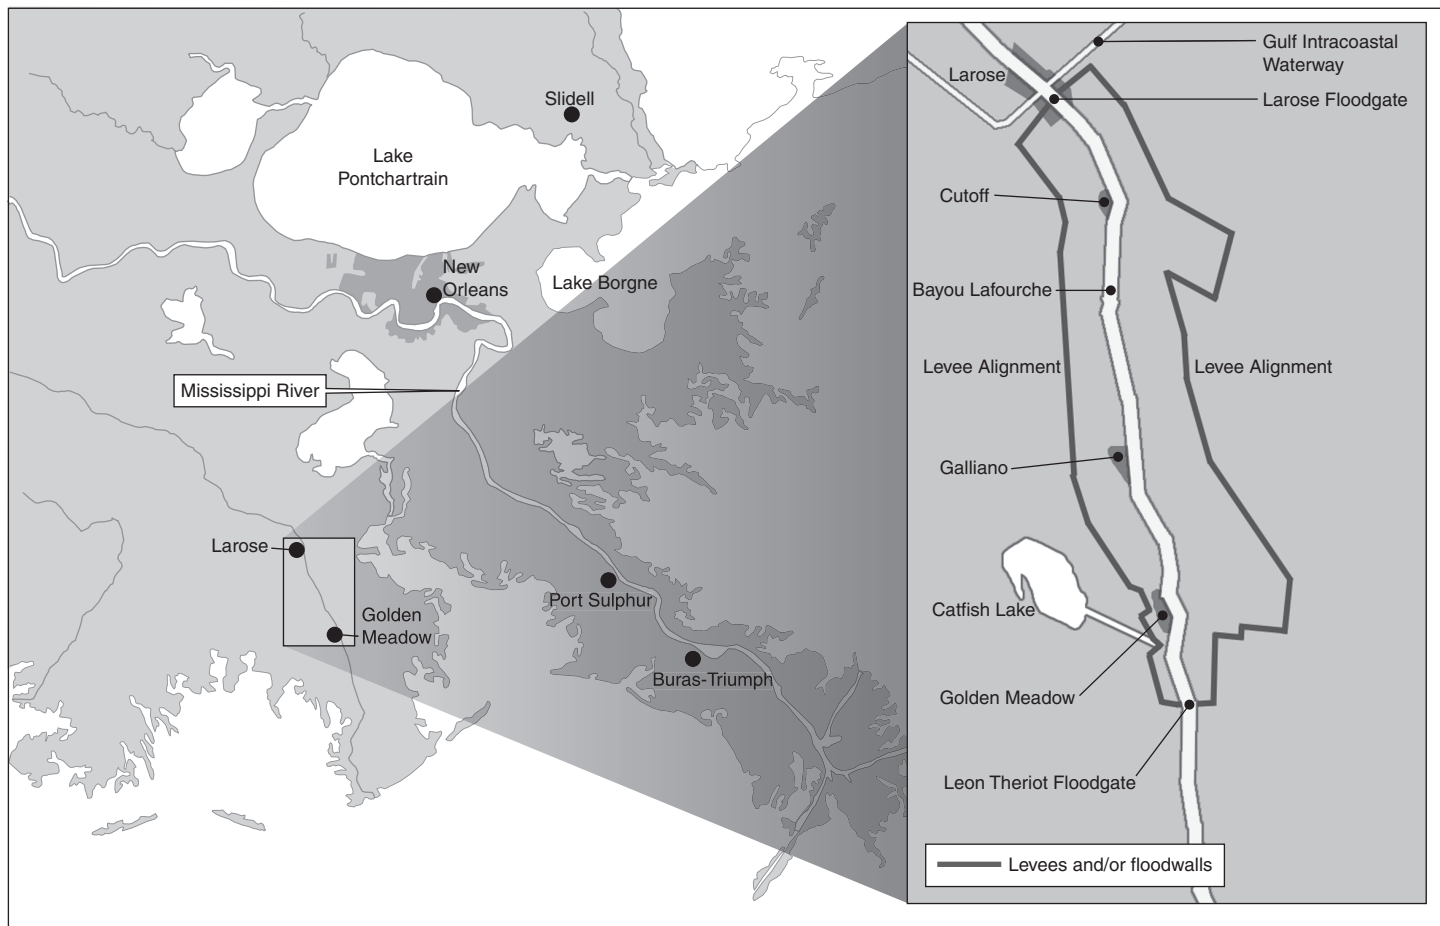 Slidell
Lake
Pontchartrain
New
Orleans
Lake Borgne
Mississippi River
Larose
Golden
Meadow
Port Sulphur
Buras-Triumph
Gulf Intracoastal
Waterway
Larose
Larose Floodgate
Cutoff
Bayou Lafourche
Levee Alignment
Levee Alignment
Galliano
Catfish Lake
Golden Meadow
Leon Theriot Floodgate
Levees and/or floodwalls